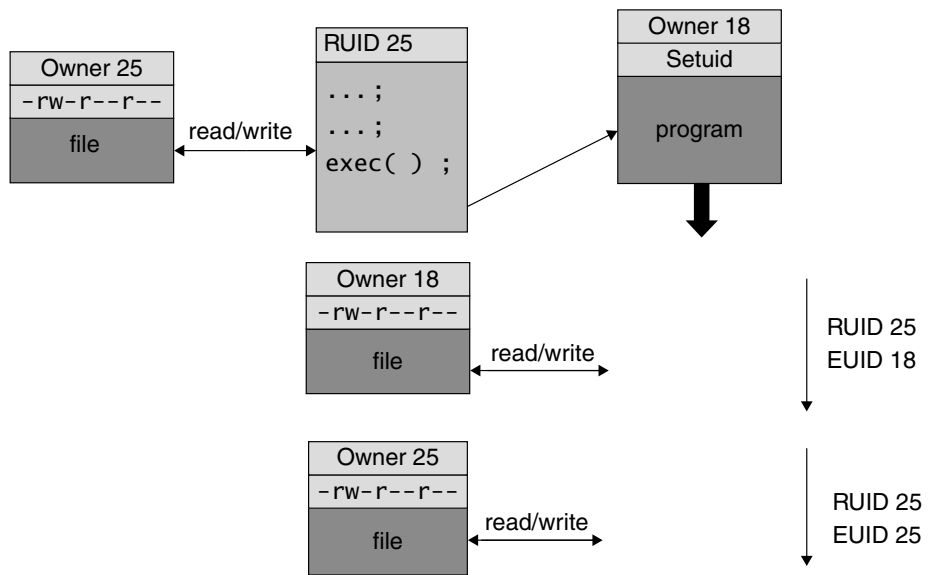 Owner 25
-rw-r--r--
file
read/write
RUID 25
...;
...;
exec( ) ;
Owner 18
Setuid
program
Owner 18
-rw-r--r--
file
read/write
RUID 25
EUID 18
Owner 25
-rw-r--r--
file
read/write
RUID 25
EUID 25